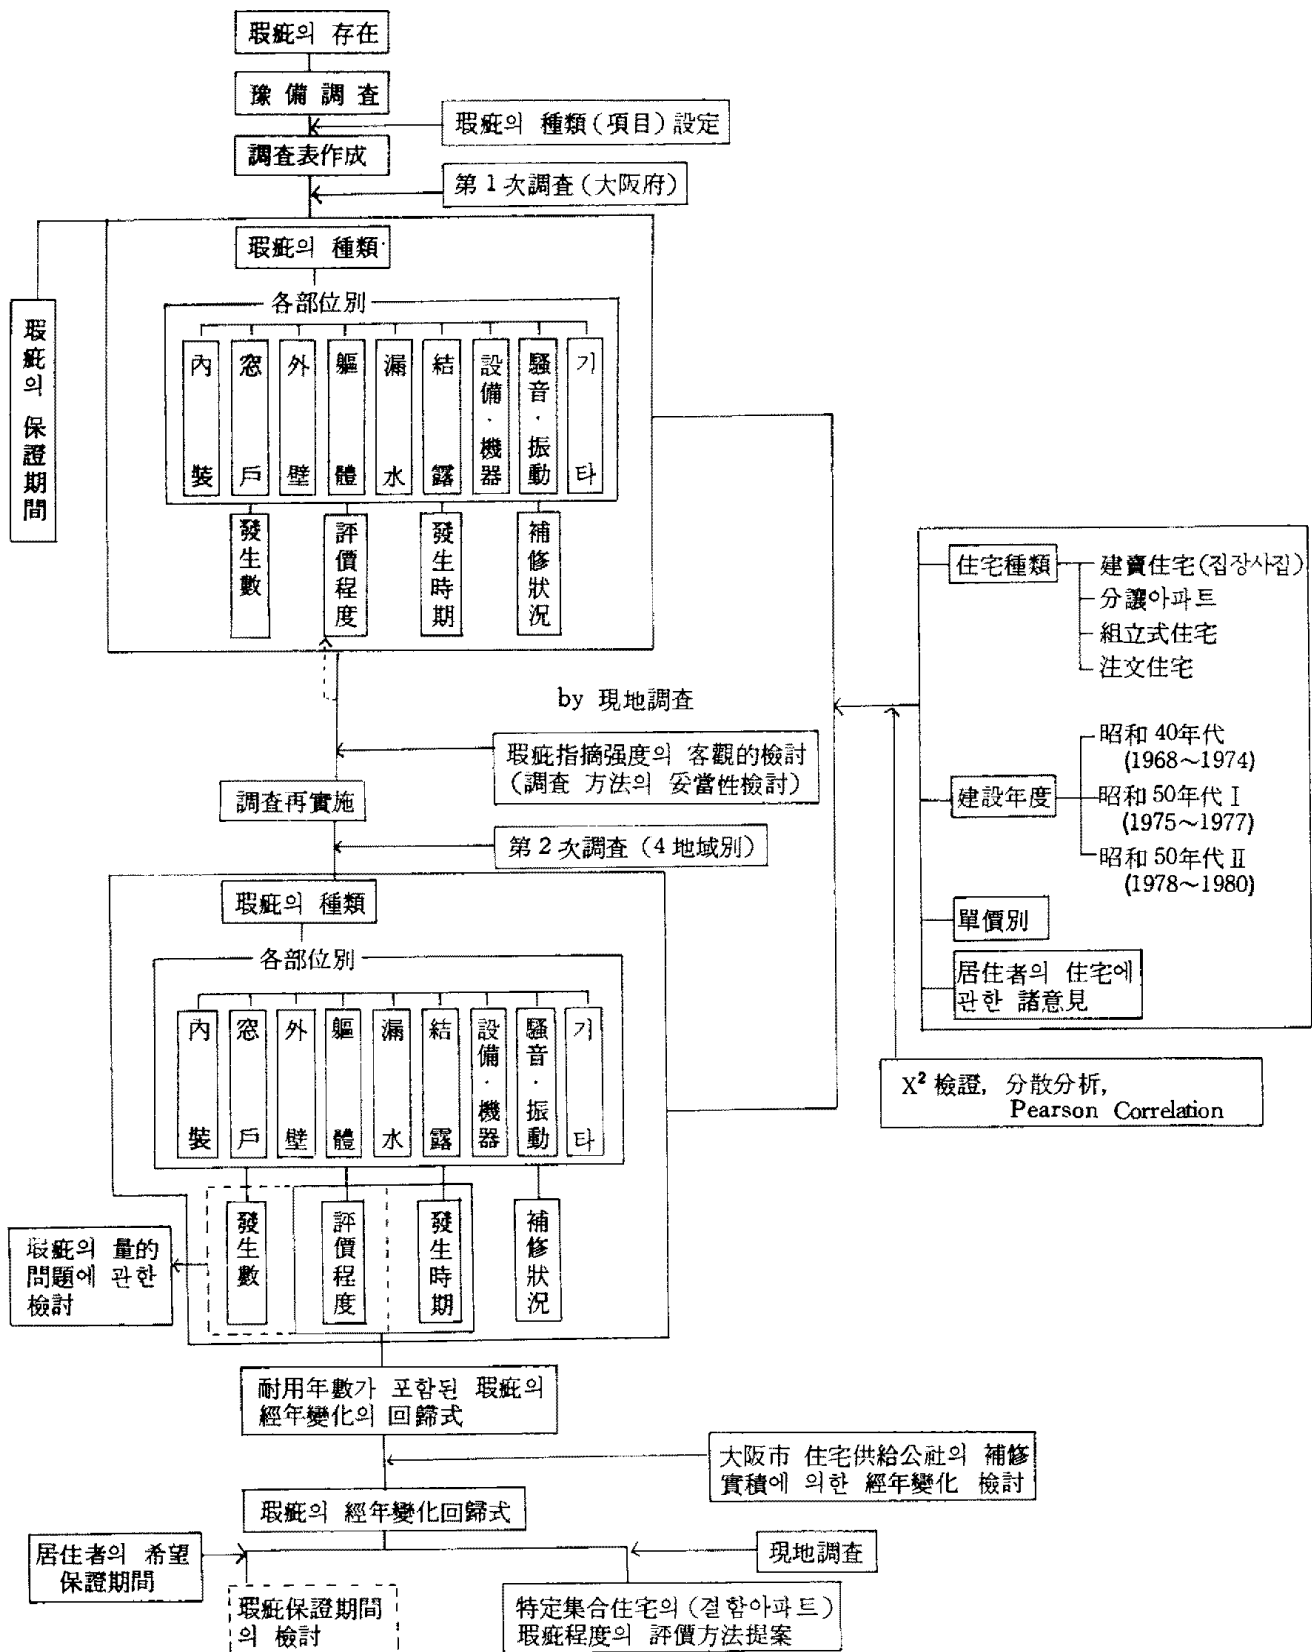 瑕疵의 存在
豫備調査
瑕疵의 種類(項目)設定
調査表作成
第1次調査(大阪府)
瑕疵의 種類
各部位別
瑕疵의 保證期間
內裝
窓戶
外壁
軀體
漏水
結露
設備·機器
騷音·振動
기타
發生數
評價程度
發生時期
補修狀況
by 現地調査
瑕疵指摘强度의 客觀的檢討
(調査 方法의 妥當性檢討)
調査再實施
第2次調査(4地域別)
瑕疵의 種類
各部位別
內裝
窓戶
外壁
軀體
漏水
結露
設備·機器
騷音·振動
기타
發生數
評價程度
發生時期
補修狀況
瑕疵의 量的
問題에 관한
檢討
住宅種類
建賣住宅(집장사집)
分讓아파트
組立式住宅
注文住宅
建設年度
昭和 40年代
(1968~1974)
昭和 50年代 I
(1975~1977)
昭和 50年代 II
(1978~1980)
單價別
居住者의 住宅에
관한 諸意見
X² 檢證, 分散分析,
Pearson Correlation
耐用年數가 포함된 瑕疵의
經年變化의 回歸式
大阪市 住宅供給公社의 補修
實積에 의한 經年變化 檢討
瑕疵의 經年變化回歸式
居住者의 希望
保證期間
現地調査
瑕疵保證期間
의 檢討
特定集合住宅의(결함아파트)
瑕疵程度의 評價方法提案